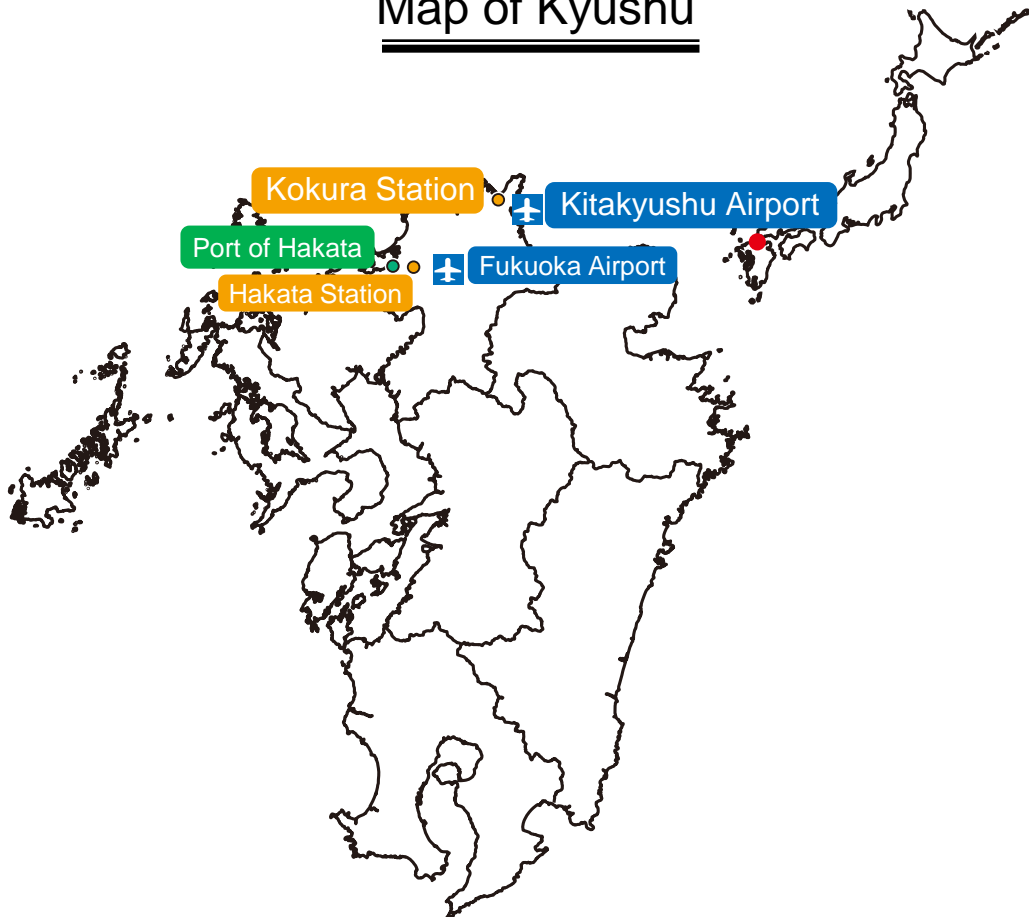 Map of Kyushu
Kokura Station
Kitakyushu Airport
Port of Hakata
Fukuoka Airport
Hakata Station